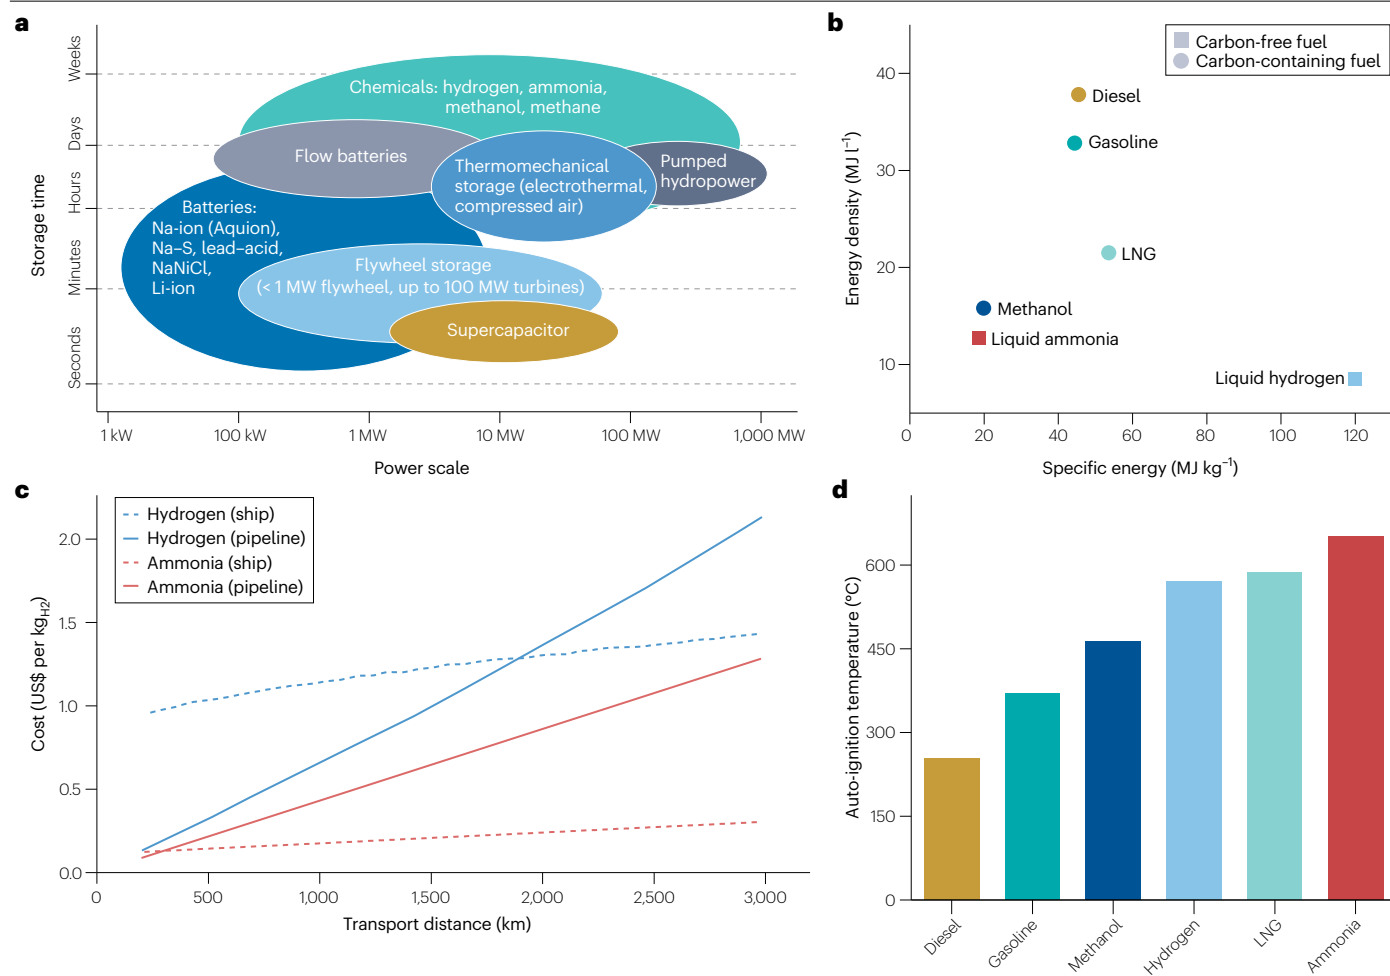 a
Weeks
Days
Hours
Minutes
Seconds
Storage time
Chemicals: hydrogen, ammonia,
methanol, methane
Flow batteries
Thermomechanical
storage (electrothermal,
compressed air)
Pumped
hydropower
Batteries:
Na-ion (Aquion),
Na–S, lead–acid,
NaNiCl,
Li-ion
Flywheel storage
(< 1 MW flywheel, up to 100 MW turbines)
Supercapacitor
1 kW
100 kW
1 MW
10 MW
100 MW
1,000 MW
Power scale
b
Carbon-free fuel
Carbon-containing fuel
40
30
20
10
Energy density (MJ l⁻¹)
Diesel
Gasoline
LNG
Methanol
Liquid ammonia
Liquid hydrogen
0
20
40
60
80
100
120
Specific energy (MJ kg⁻¹)
c
Hydrogen (ship)
Hydrogen (pipeline)
Ammonia (ship)
Ammonia (pipeline)
2.0
1.5
1.0
0.5
0.0
Cost (US$ per kg_H2)
0
500
1,000
1,500
2,000
2,500
3,000
Transport distance (km)
d
600
450
300
150
0
Auto-ignition temperature (°C)
Diesel
Gasoline
Methanol
Hydrogen
LNG
Ammonia